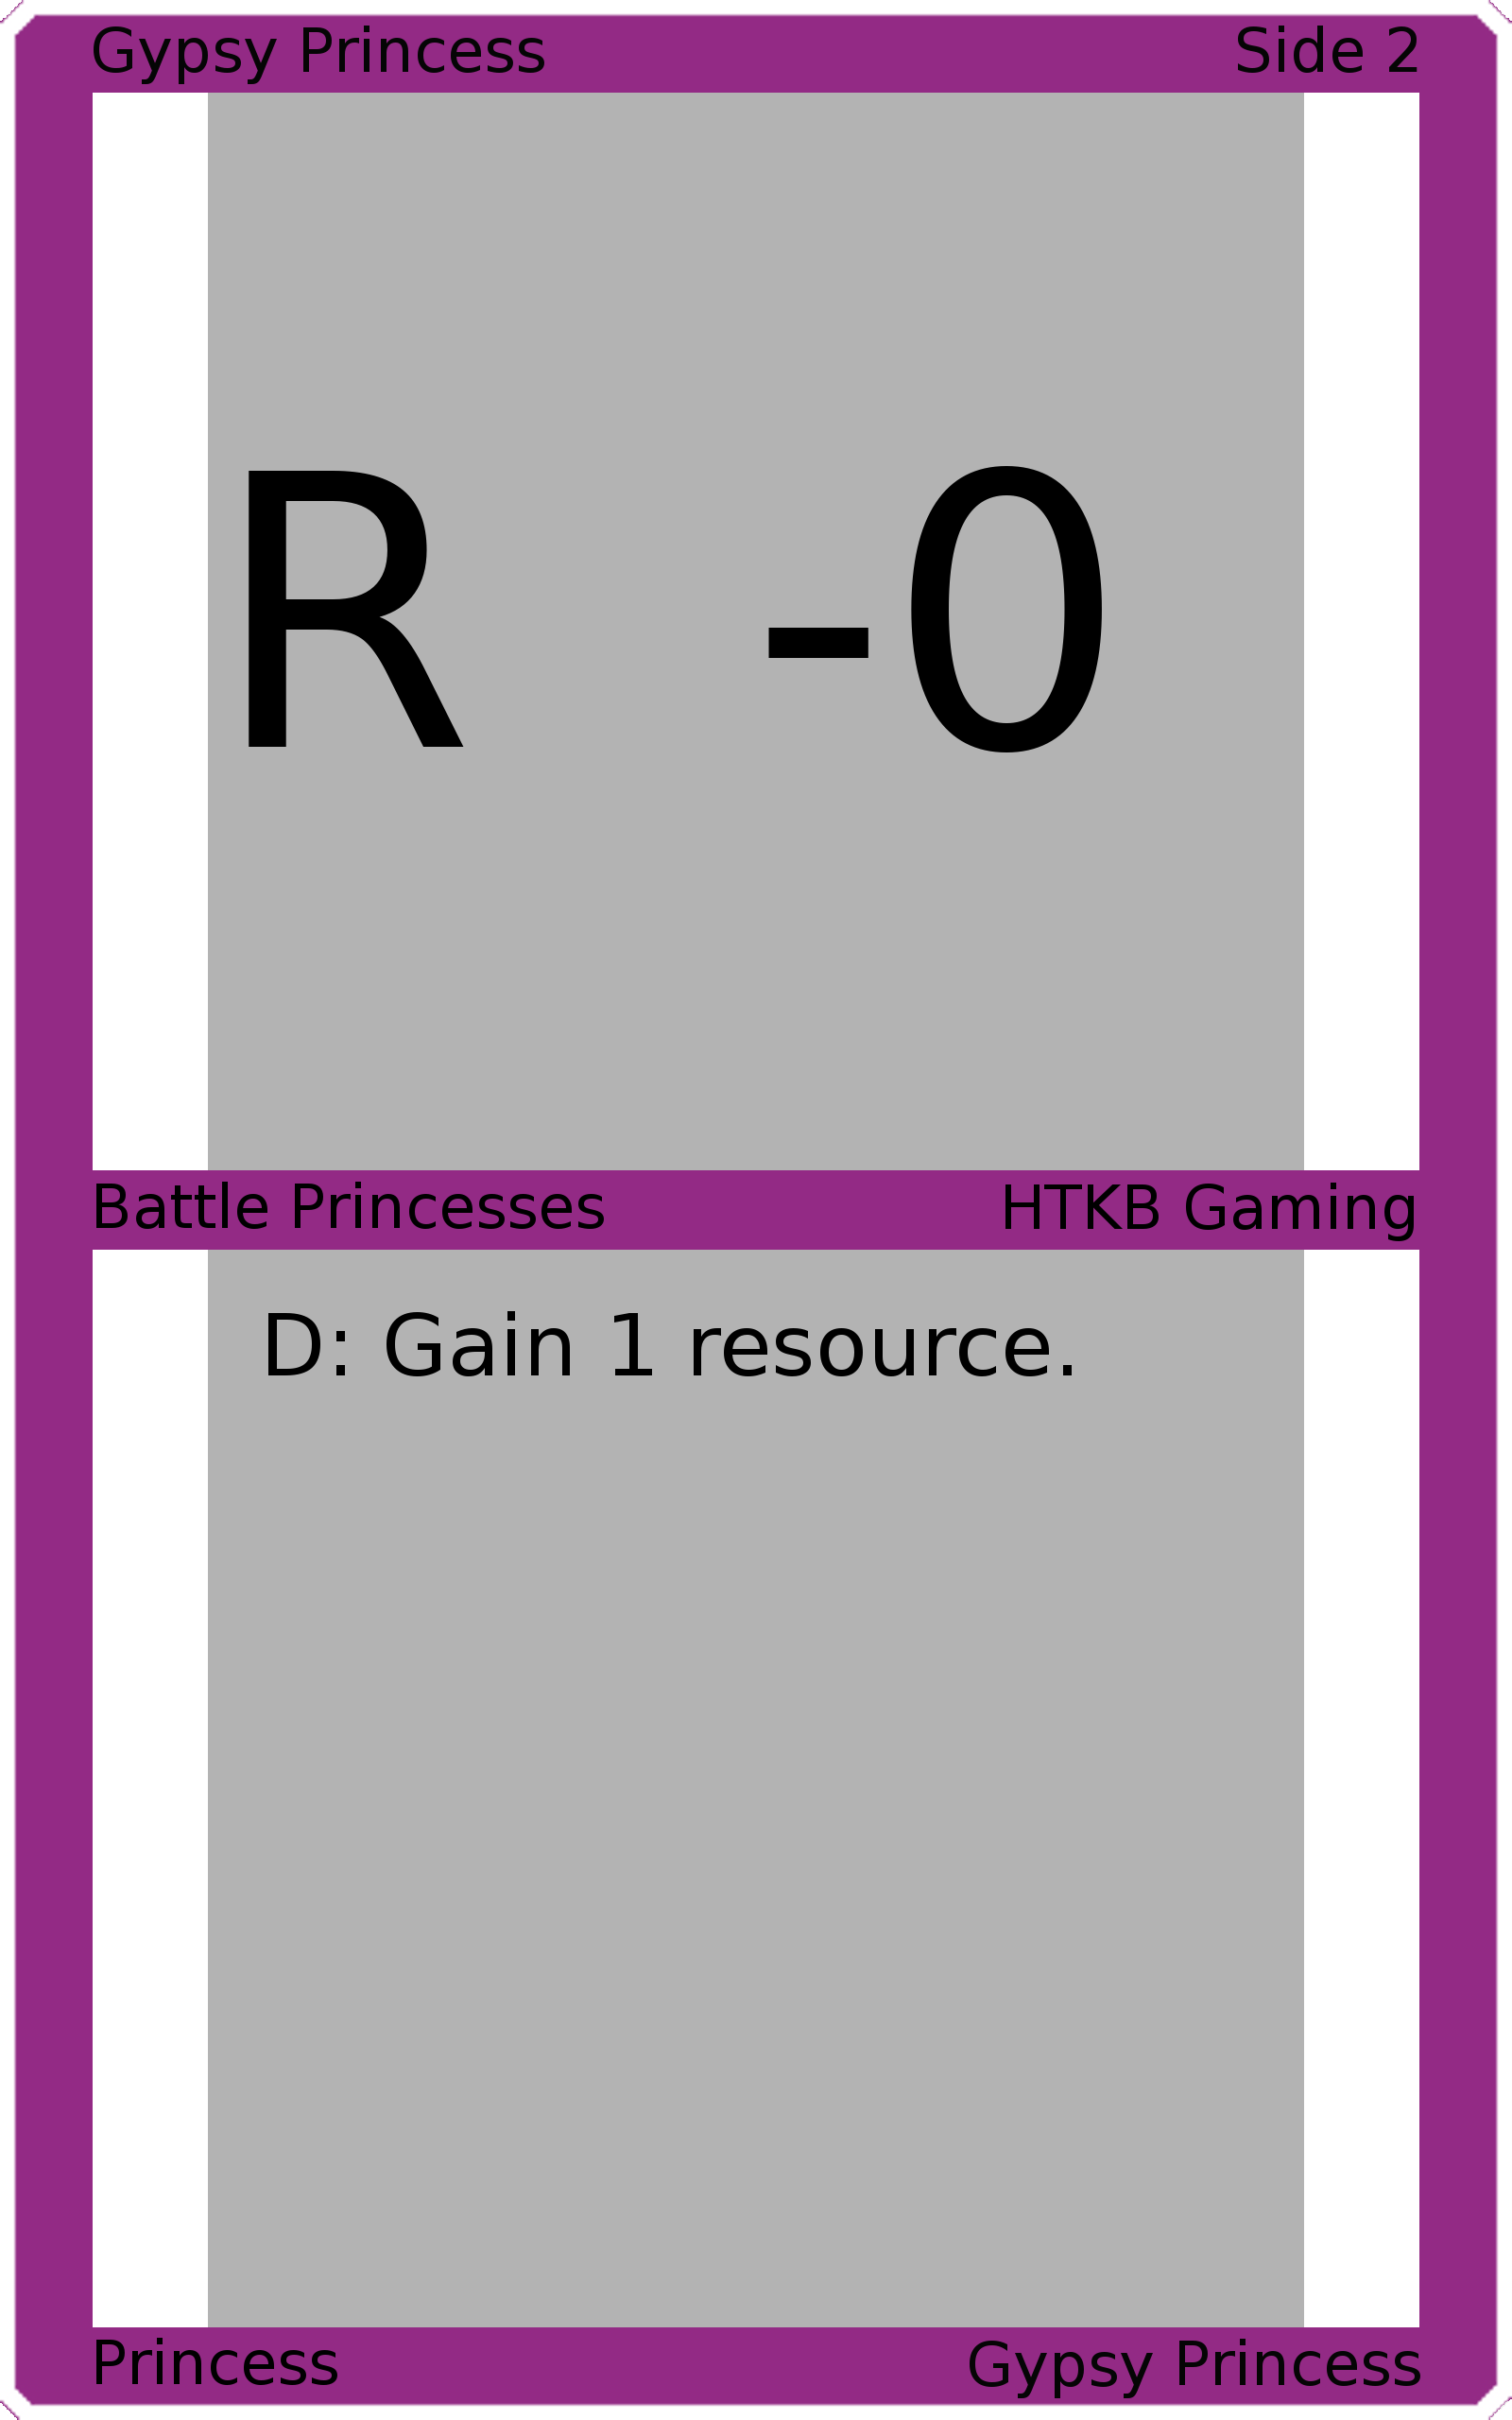 Gypsy Princess Side 2
R -0
Battle Princesses HTKB Gaming
D: Gain 1 resource.
Princess Gypsy Princess